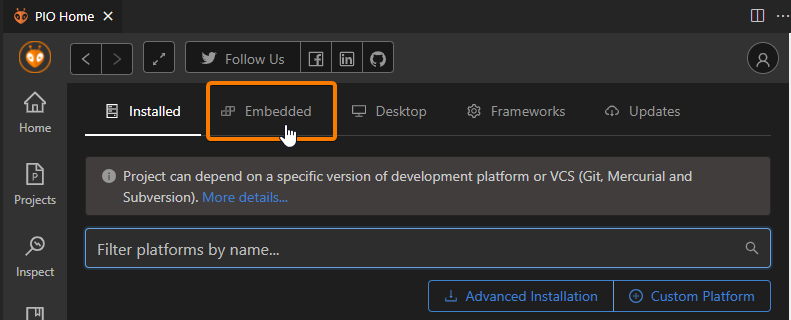 PIO Home
Follow Us
Home
Installed
Embedded
Desktop
Frameworks
Updates
Projects
Project can depend on a specific version of development platform or VCS (Git, Mercurial and
Subversion). More details...
Inspect
Filter platforms by name...
Advanced Installation
Custom Platform